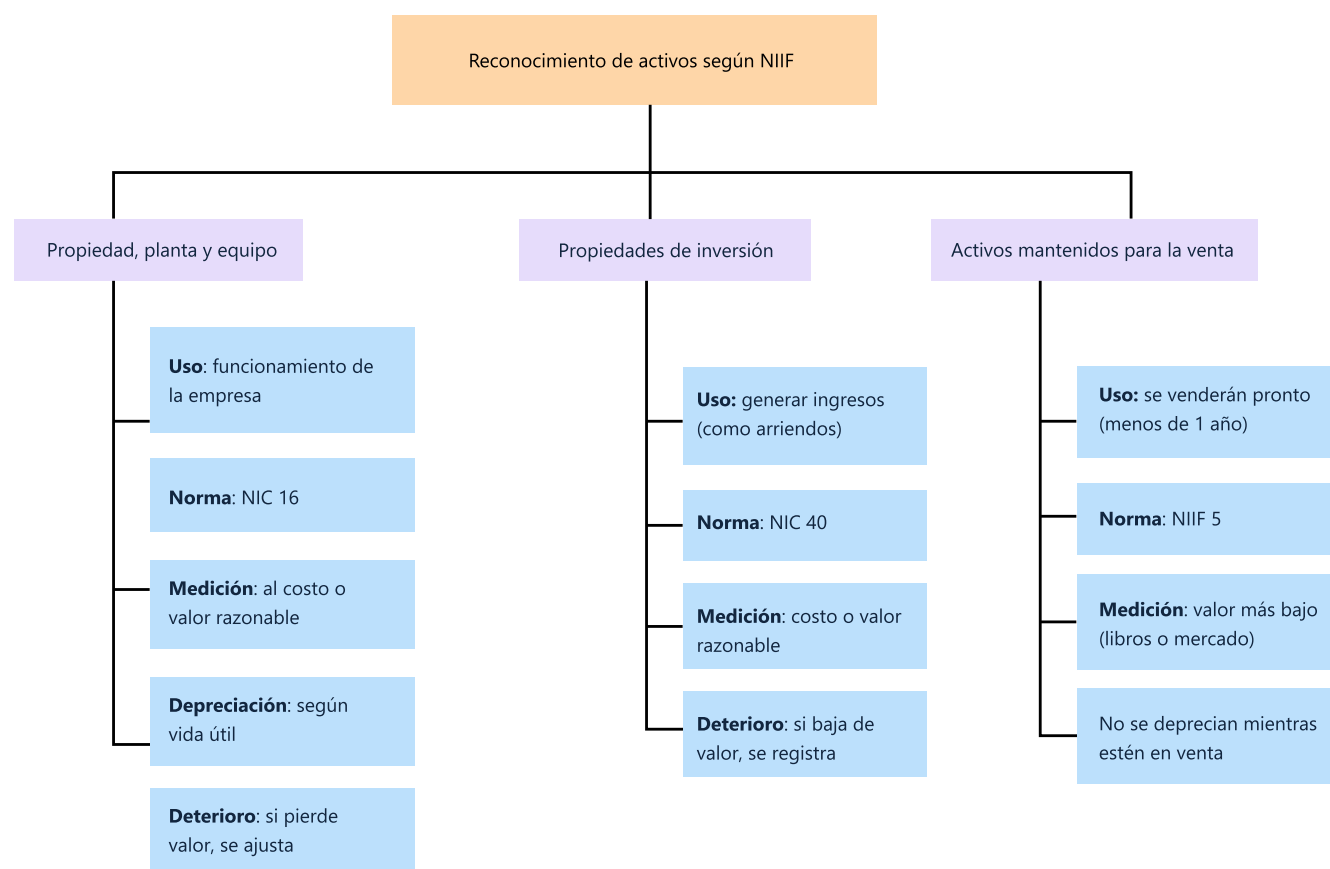 Reconocimiento de activos según NIIF
Propiedad, planta y equipo
Uso: funcionamiento de
la empresa
Norma: NIC 16
Medición: al costo o
valor razonable
Depreciación: según
vida útil
Deterioro: si pierde
valor, se ajusta
Propiedades de inversión
Uso: generar ingresos
(como arriendos)
Norma: NIC 40
Medición: costo o valor
razonable
Deterioro: si baja de
valor, se registra
Activos mantenidos para la venta
Uso: se venderán pronto
(menos de 1 año)
Norma: NIIF 5
Medición: valor más bajo
(libros o mercado)
No se deprecian mientras
estén en venta